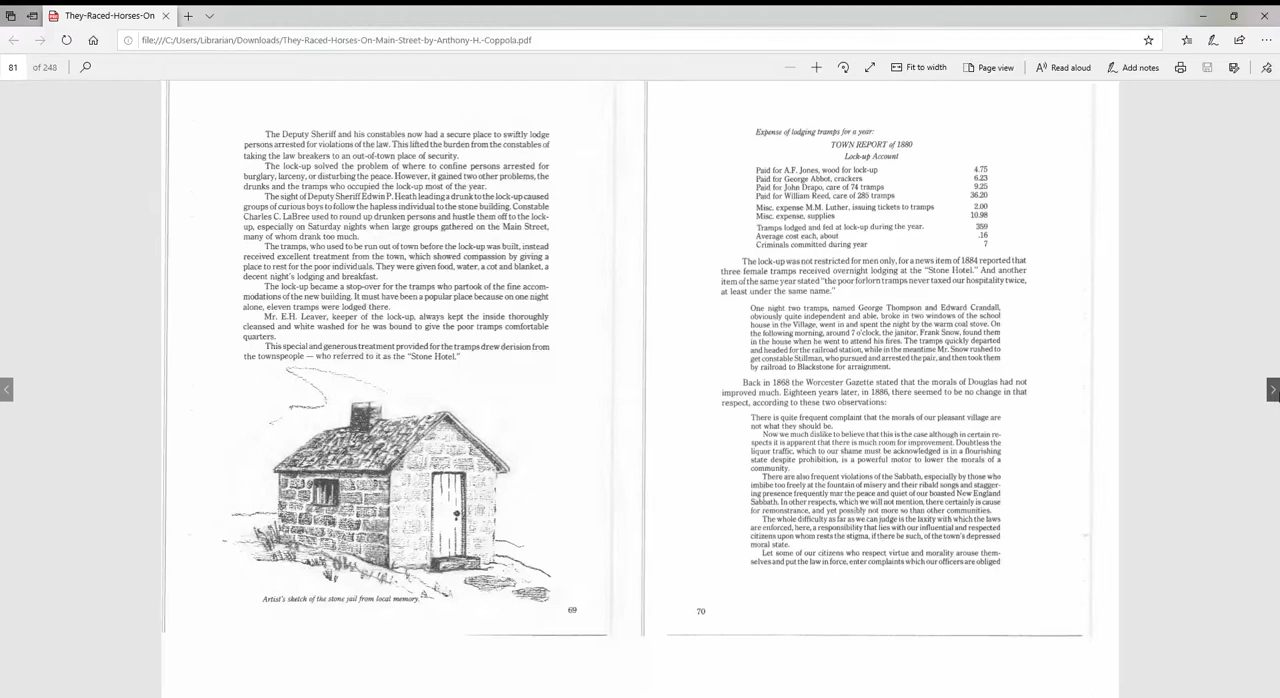 They-Raced-Horses-On
file:///C:/Users/Librarian/Downloads/They-Raced-Horses-On-Main-Street-by-Anthony-H.-Coppola.pdf
81 of 248
Fit to width
Page view
Read aloud
Add notes
The Deputy Sheriff and his constables now had a secure place to swiftly lodge
persons arrested for violations of the law. This lifted the burden from the constables of
taking the law breakers to an out-of-town place of security.
The lock-up solved the problem of where to confine persons arrested for
burglary, larceny, or disturbing the peace. However, it gained two other problems, the
drunks and the tramps who occupied the lock-up most of the year.
The sight of Deputy Sheriff Edwin P. Heath leading a drunk to the lock-up caused
groups of curious boys to follow the hapless individual to the stone building. Constable
Charles C. LaBree used to round up drunken persons and hustle them off to the lock-
up, especially on Saturday nights when large groups gathered on the Main Street,
many of whom drank too much.
The tramps, who used to be run out of town before the lock-up was built, instead
received excellent treatment from the town, which showed compassion by giving a
place to rest for the poor individuals. They were given food, water, a cot and blanket, a
decent night's lodging and breakfast.
The lock-up became a stop-over for the tramps who partook of the fine accom-
modations of the new building. It must have been a popular place because on one night
alone, eleven tramps were lodged there.
Mr. E.H. Leaver, keeper of the lock-up, always kept the inside thoroughly
cleansed and white washed for he was bound to give the poor tramps comfortable
quarters.
This special and generous treatment provided for the tramps drew derision from
the townspeople — who referred to it as the "Stone Hotel."
Artist's sketch of the stone jail from local memory.
69
Expense of lodging tramps for a year:
TOWN REPORT of 1880
Lock-up Account
Paid for A.F. Jones, wood for lock-up 4.75
Paid for George Abbot, crackers 6.23
Paid for John Drapo, care of 74 tramps 9.25
Paid for William Reed, care of 285 tramps 36.20
Misc. expense M.M. Luther, issuing tickets to tramps 2.00
Misc. expense, supplies 10.98
Tramps lodged and fed at lock-up during the year. 359
Average cost each, about .16
Criminals committed during year 7
The lock-up was not restricted for men only, for a news item of 1884 reported that
three female tramps received overnight lodging at the "Stone Hotel." And another
item of the same year stated "the poor forlorn tramps never taxed our hospitality twice,
at least under the same name."
One night two tramps, named George Thompson and Edward Crandall,
obviously quite independent and able, broke in two windows of the school
house in the Village, went in and spent the night by the warm coal stove. On
the following morning, around 7 o'clock, the janitor, Frank Snow, found them
in the house when he went to attend his fires. The tramps quickly departed
and headed for the railroad station, while in the meantime Mr. Snow rushed to
get constable Stillman, who pursued and arrested the pair, and then took them
by railroad to Blackstone for arraignment.
Back in 1868 the Worcester Gazette stated that the morals of Douglas had not
improved much. Eighteen years later, in 1886, there seemed to be no change in that
respect, according to these two observations:
There is quite frequent complaint that the morals of our pleasant village are
not what they should be.
Now we much dislike to believe that this is the case although in certain re-
spects it is apparent that there is much room for improvement. Doubtless the
liquor traffic, which to our shame must be acknowledged is in a flourishing
state despite prohibition, is a powerful motor to lower the morals of a
community.
There are also frequent violations of the Sabbath, especially by those who
imbibe too freely at the fountain of misery and their ribald songs and stagger-
ing presence frequently mar the peace and quiet of our boasted New England
Sabbath. In other respects, which we will not mention, there certainly is cause
for remonstrance, and yet possibly not more so than other communities.
The whole difficulty as far as we can judge is the laxity with which the laws
are enforced, here, a responsibility that lies with our influential and respected
citizens upon whom rests the stigma, if there be such, of the town's depressed
moral state.
Let some of our citizens who respect virtue and morality arouse them-
selves and put the law in force, enter complaints which our officers are obliged
70